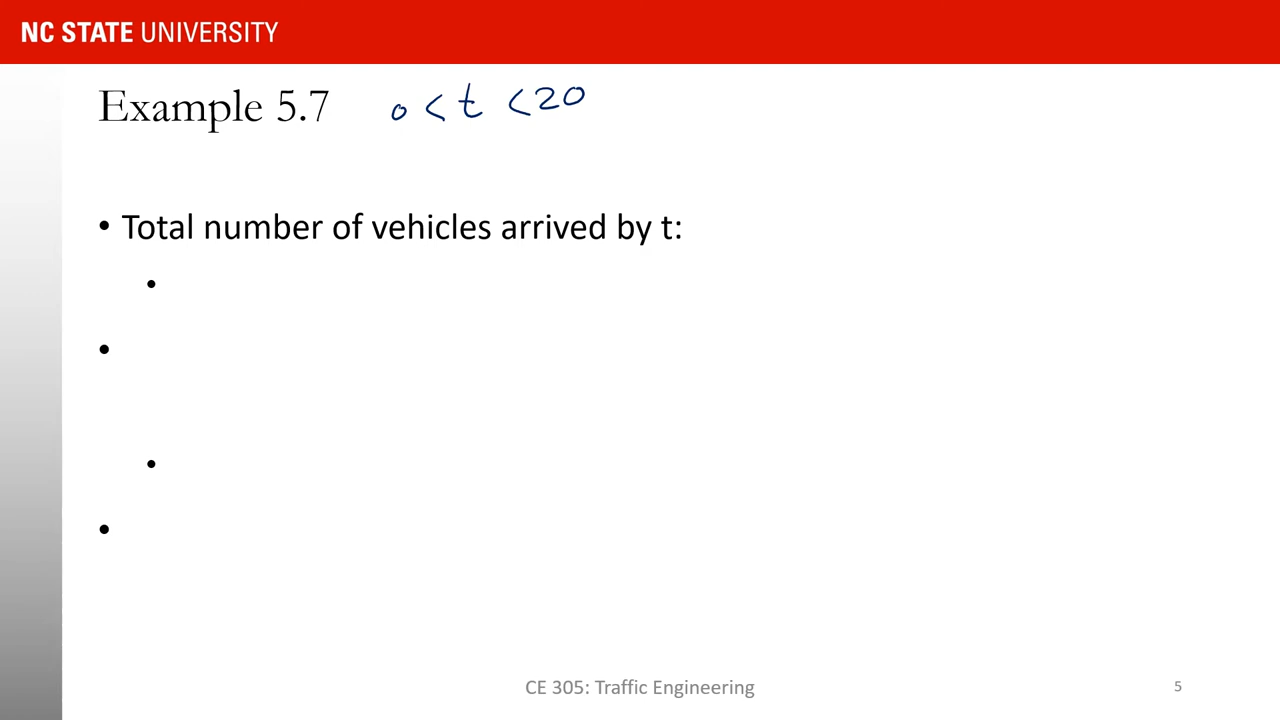 NC STATE UNIVERSITY
Example 5.7 0 < t < 20
• Total number of vehicles arrived by t:
•
•
•
•
CE 305: Traffic Engineering 5